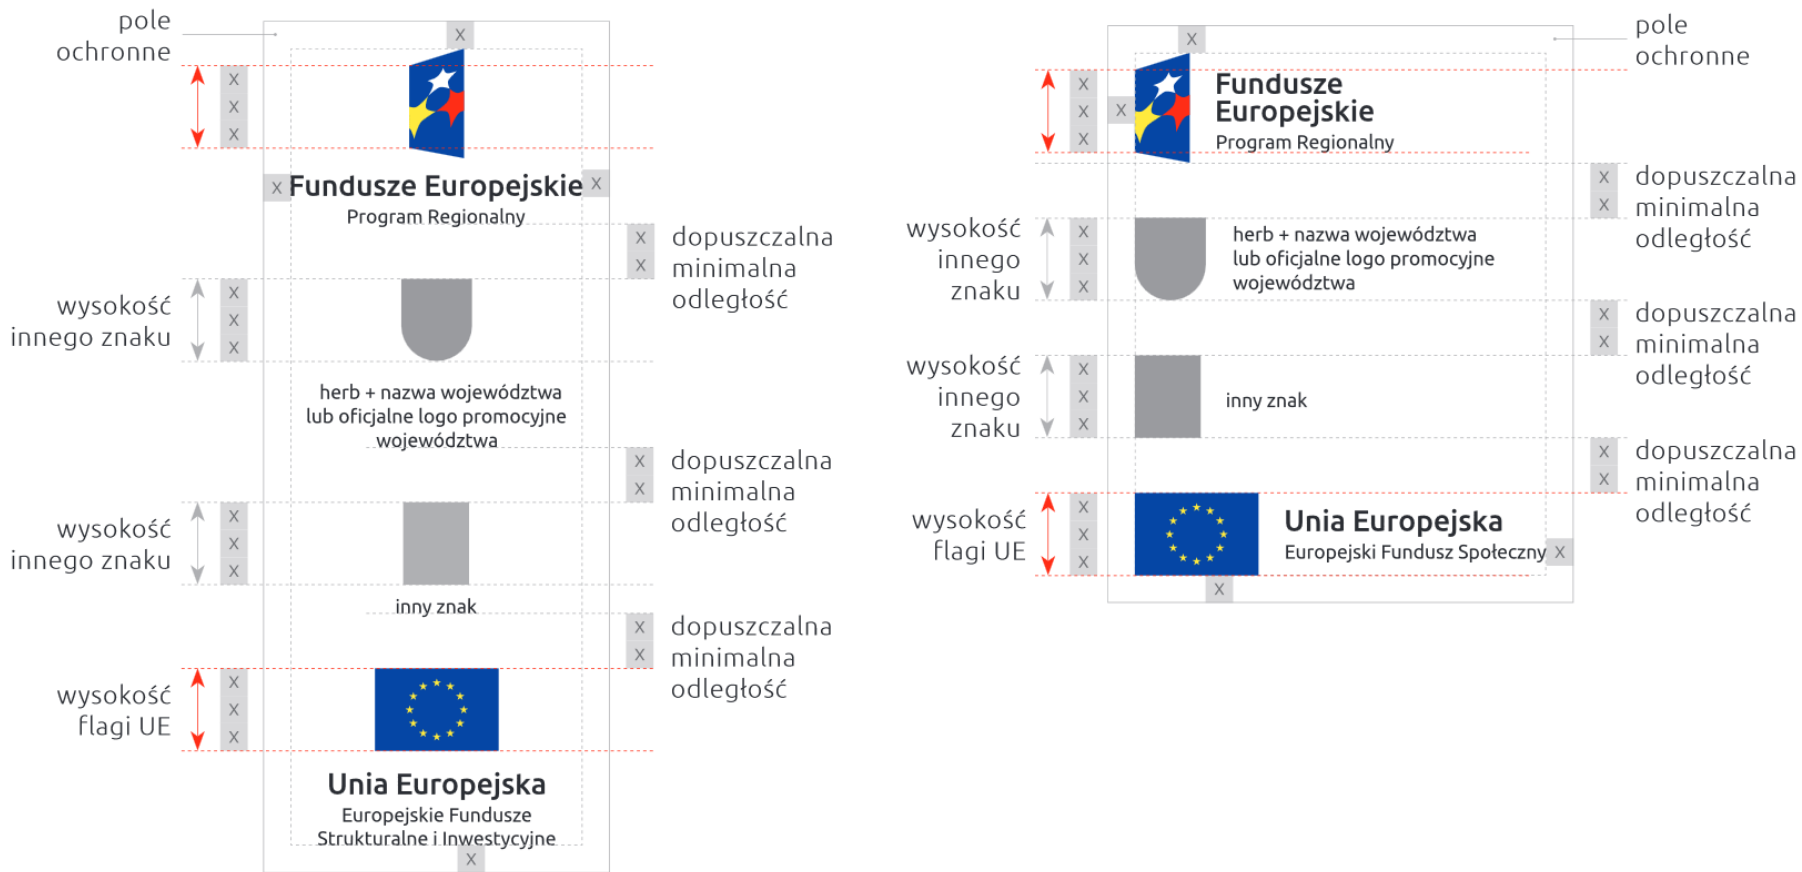 pole
ochronne
X
X
X
X
X
Fundusze Europejskie
X
Program Regionalny
X
X
dopuszczalna
minimalna
odległość
wysokość
innego znaku
X
X
X
herb + nazwa województwa
lub oficjalne logo promocyjne
województwa
X
X
dopuszczalna
minimalna
odległość
wysokość
innego znaku
X
X
X
inny znak
X
X
dopuszczalna
minimalna
odległość
wysokość
flagi UE
X
X
X
Unia Europejska
Europejskie Fundusze
Strukturalne i Inwestycyjne
X
pole
ochronne
X
X
X
X
X
Fundusze
Europejskie
Program Regionalny
X
X
dopuszczalna
minimalna
odległość
wysokość
innego
znaku
X
X
X
herb + nazwa województwa
lub oficjalne logo promocyjne
województwa
X
X
dopuszczalna
minimalna
odległość
wysokość
innego
znaku
X
X
X
inny znak
X
X
dopuszczalna
minimalna
odległość
wysokość
flagi UE
X
X
X
Unia Europejska
Europejski Fundusz Społeczny
X
X